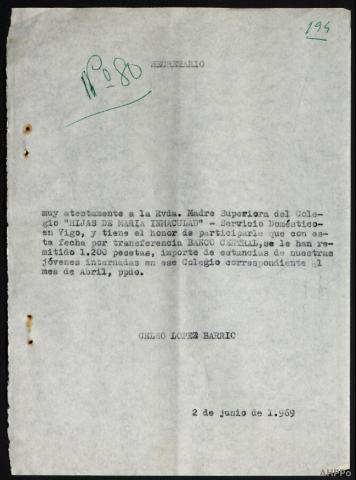 194
Nº 80
SECRETARIO
muy atentamente a la Rvda. Madre Superiora del Cole-
gio "HIJAS DE MARIA INMACULAD" - Servicio Doméstico-
en Vigo, y tiene el honor de participarle que con es-
ta fecha por transferencia BANCO CENTRAL, se le han re-
mitido 1.200 pesetas, importe de estancias de nuestras
jóvenes internadas en ese Colegio correspondiente al
mes de Abril, ppdo.
CELSO LOPEZ BARRIO
2 de junio de 1.969
AHPPo